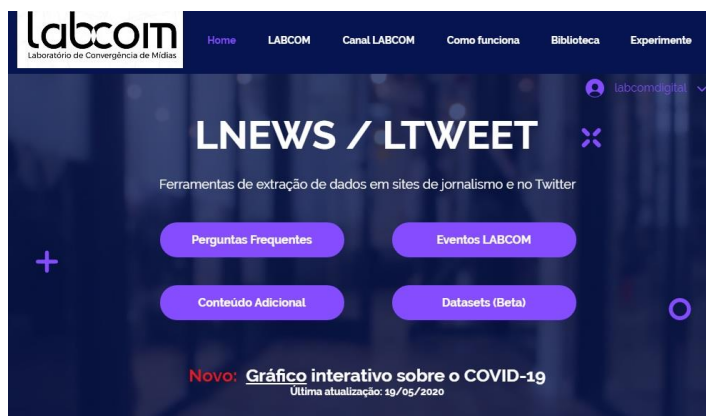 labcom
Laboratório de Convergência de Mídias
Home LABCOM Canal LABCOM Como funciona Biblioteca Experimente
labcomdigital
LNEWS / LTWEET
Ferramentas de extração de dados em sites de jornalismo e no Twitter
Perguntas Frequentes Eventos LABCOM
Conteúdo Adicional Datasets (Beta)
Novo: Gráfico interativo sobre o COVID-19
Última atualização: 19/05/2020